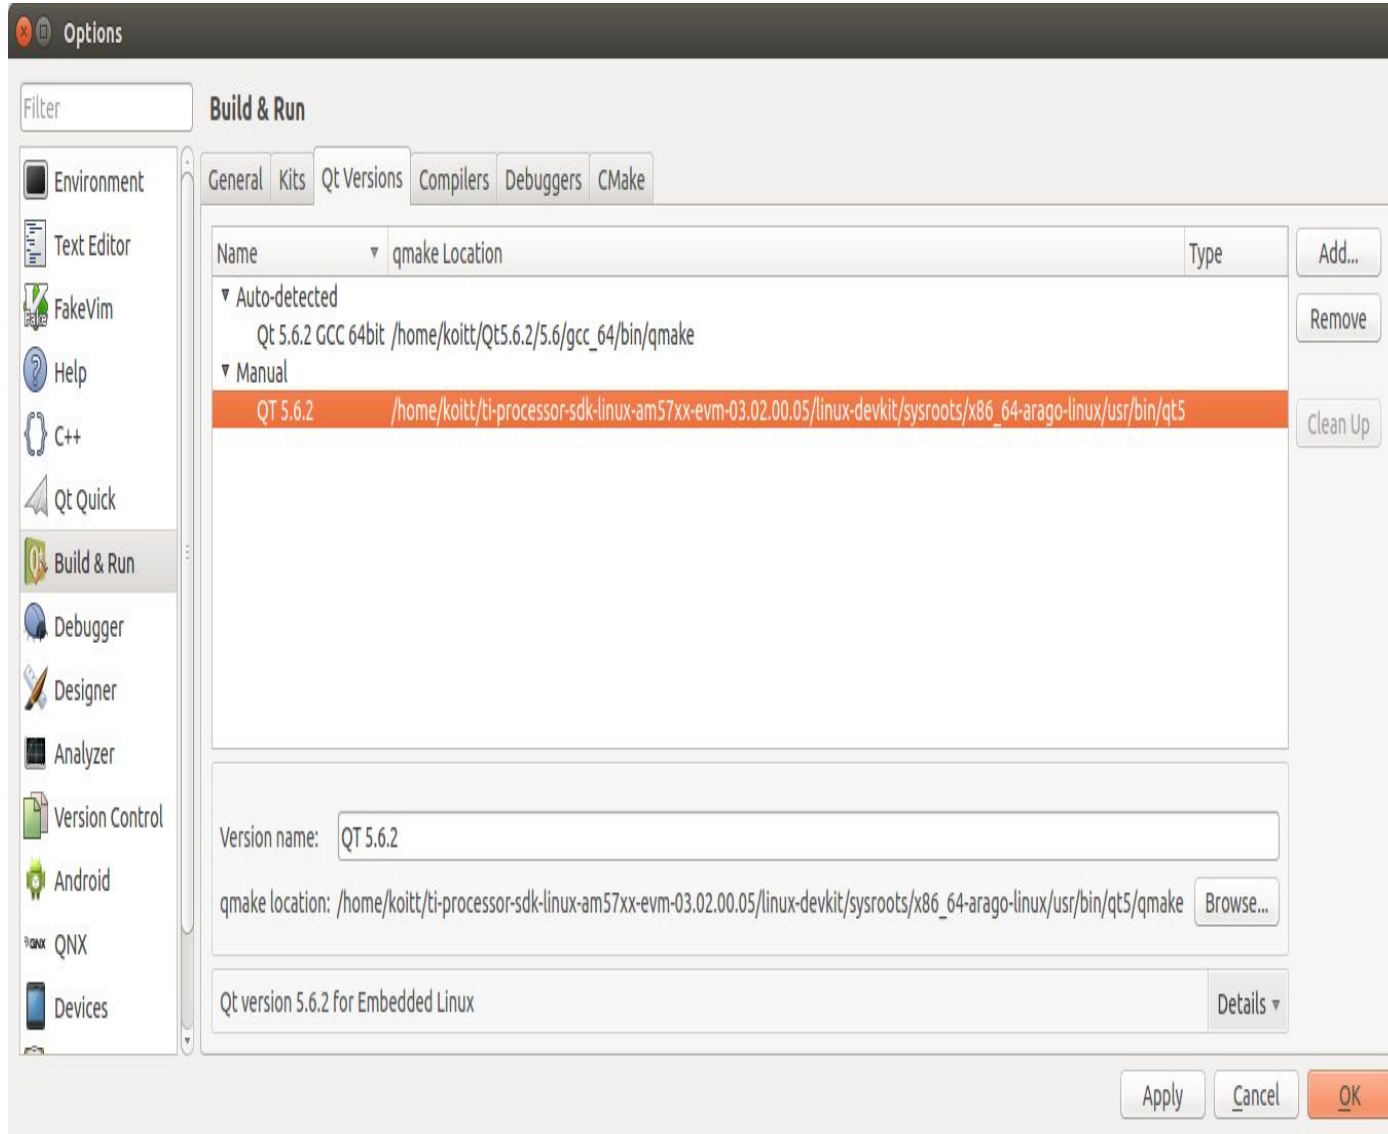 Options
Filter
Build & Run
Environment
Text Editor
FakeVim
Help
C++
Qt Quick
Build & Run
Debugger
Designer
Analyzer
Version Control
Android
QNX
Devices
General Kits Qt Versions Compilers Debuggers CMake
Name qmake Location Type
Auto-detected
Qt 5.6.2 GCC 64bit /home/koitt/Qt5.6.2/5.6/gcc_64/bin/qmake
Manual
QT 5.6.2 /home/koitt/ti-processor-sdk-linux-am57xx-evm-03.02.00.05/linux-devkit/sysroots/x86_64-arago-linux/usr/bin/qt5
Add...
Remove
Clean Up
Version name: QT 5.6.2
qmake location: /home/koitt/ti-processor-sdk-linux-am57xx-evm-03.02.00.05/linux-devkit/sysroots/x86_64-arago-linux/usr/bin/qt5/qmake Browse...
Qt version 5.6.2 for Embedded Linux Details
Apply Cancel OK